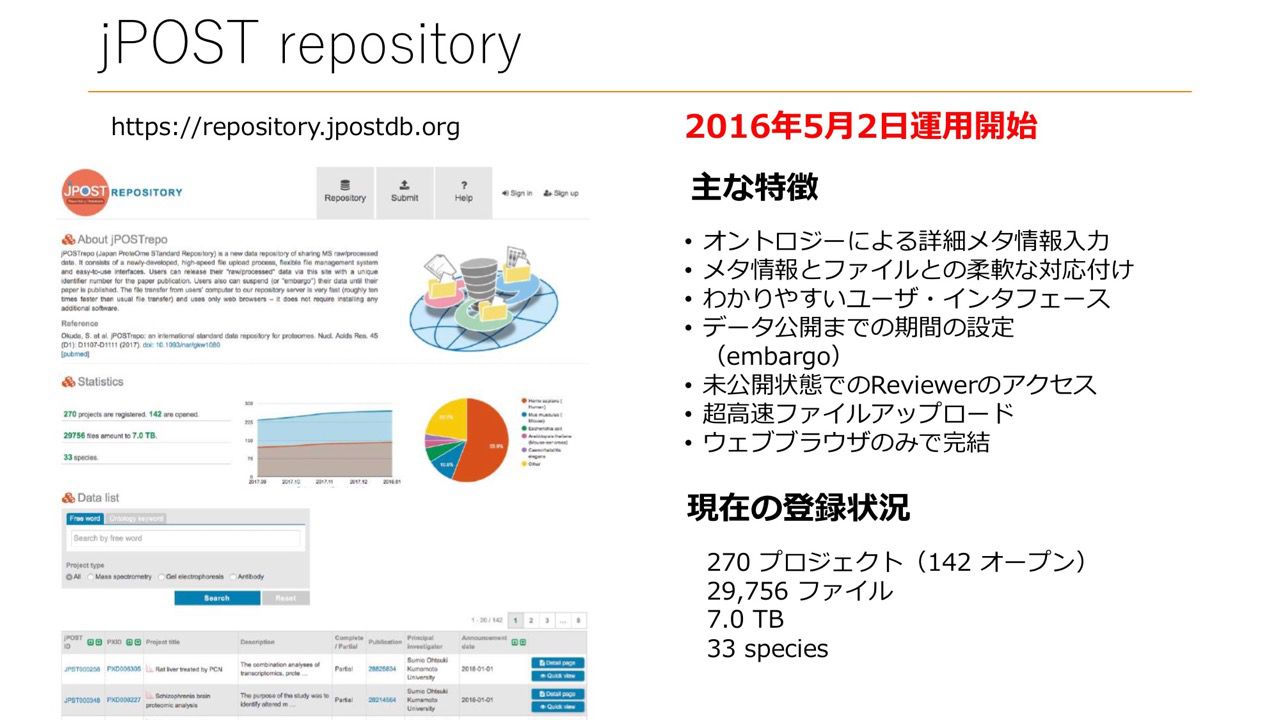 jPOST repository
https://repository.jpostdb.org
JPOST REPOSITORY
Repository
Submit
? Help
Sign in
Sign up
About jPOSTrepo
jPOSTrepo (Japan ProteOme STandard Repository) is a new data repository of sharing MS raw/processed
data. It consists of a newly-developed, high-speed file upload process, flexible file management system
and easy-to-use interfaces. Users can release their "raw/processed" data via this site with a unique
identifier number for the paper publication. Users also can suspend (or "embargo") their data until their
paper is published. The file transfer from users' computer to our repository server is very fast (roughly ten
times faster than usual file transfer) and uses only web browsers – it does not require installing any
additional software.
Reference
Okuda, S. et al. jPOSTrepo: an international standard data repository for proteomes. Nucl. Acids Res. 45
(D1): D1107-D1111 (2017). doi: 10.1093/nar/gkw1080
[pubmed]
Statistics
270 projects are registered. 142 are opened.
29756 files amount to 7.0 TB.
33 species.
300
225
150
75
0
2017.09 2017.10 2017.11 2017.12 2018.01
Homo sapiens (
Human)
Mus musculus (
Mouse)
Escherichia coli
Arabidopsis thaliana
(Mouse-ear cress)
Caenorhabditis
elegans
Other
Data list
Free word
Ontology keyword
Search by free word
Project type
All Mass spectrometry Gel electrophoresis Antibody
Search
Reset
1 - 20 / 142 1 2 3 ... 8
jPOST ID
PXID
Project title
Description
Complete / Partial
Publication
Principal investigator
Announcement date
JPST000258 PXD006305 Rat liver treated by PCN
The combination analyses of
transcriptomics, prote ...
Partial
28825834
Sumio Ohtsuki
Kumamoto
University
2018-01-01
Detail page
Quick view
JPST000348 PXD008227 Schizophrenia brain
proteomic analysis
The purpose of the study was to
identify altered m ...
Partial
29214564
Sumio Ohtsuki
Kumamoto
University
2018-01-01
Detail page
Quick view
2016年5月2日運用開始
主な特徴
• オントロジーによる詳細メタ情報入力
• メタ情報とファイルとの柔軟な対応付け
• わかりやすいユーザ・インタフェース
• データ公開までの期間の設定
（embargo）
• 未公開状態でのReviewerのアクセス
• 超高速ファイルアップロード
• ウェブブラウザのみで完結
現在の登録状況
270 プロジェクト（142 オープン）
29,756 ファイル
7.0 TB
33 species